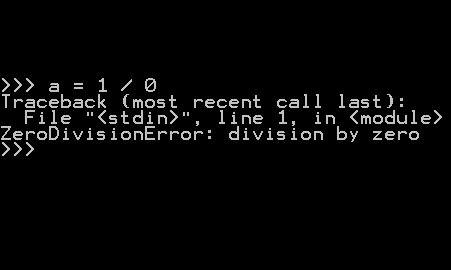 >>> a = 1 / 0
Traceback (most recent call last):
  File "<stdin>", line 1, in <module>
ZeroDivisionError: division by zero
>>>